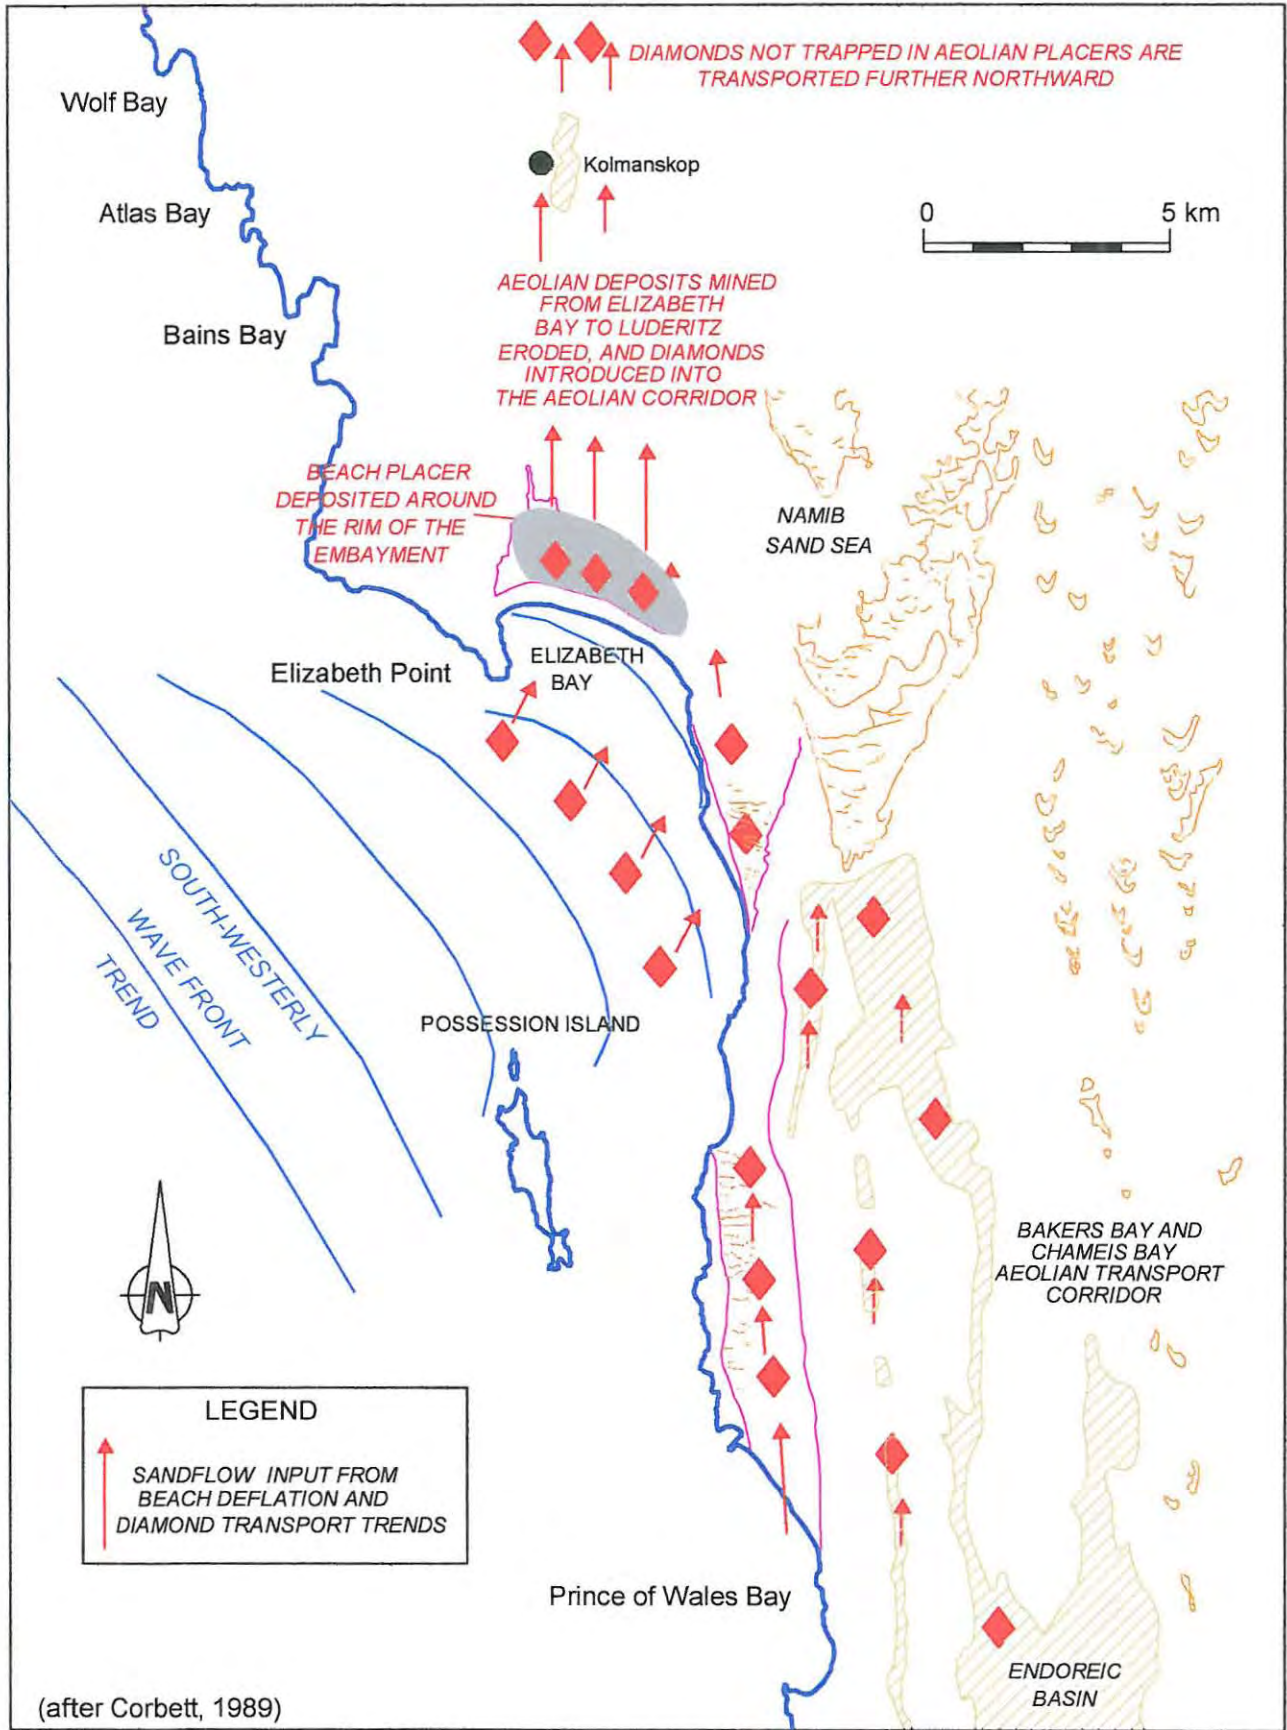 DIAMONDS NOT TRAPPED IN AEOLIAN PLACERS ARE
TRANSPORTED FURTHER NORTHWARD
Wolf Bay
Kolmanskop
Atlas Bay
0 5 km
AEOLIAN DEPOSITS MINED
FROM ELIZABETH
BAY TO LUDERITZ
ERODED, AND DIAMONDS
INTRODUCED INTO
THE AEOLIAN CORRIDOR
Bains Bay
BEACH PLACER
DEPOSITED AROUND
THE RIM OF THE
EMBAYMENT
NAMIB
SAND SEA
ELIZABETH
BAY
Elizabeth Point
SOUTH-WESTERLY
WAVE FRONT
TREND
POSSESSION ISLAND
N
BAKERS BAY AND
CHAMEIS BAY
AEOLIAN TRANSPORT
CORRIDOR
LEGEND
SANDFLOW INPUT FROM
BEACH DEFLATION AND
DIAMOND TRANSPORT TRENDS
Prince of Wales Bay
ENDOREIC
BASIN
(after Corbett, 1989)